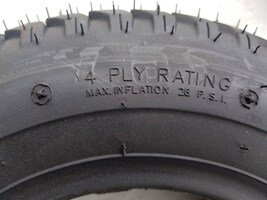 4 PLY RATING
MAX. INFLATION 26 P.S.I.